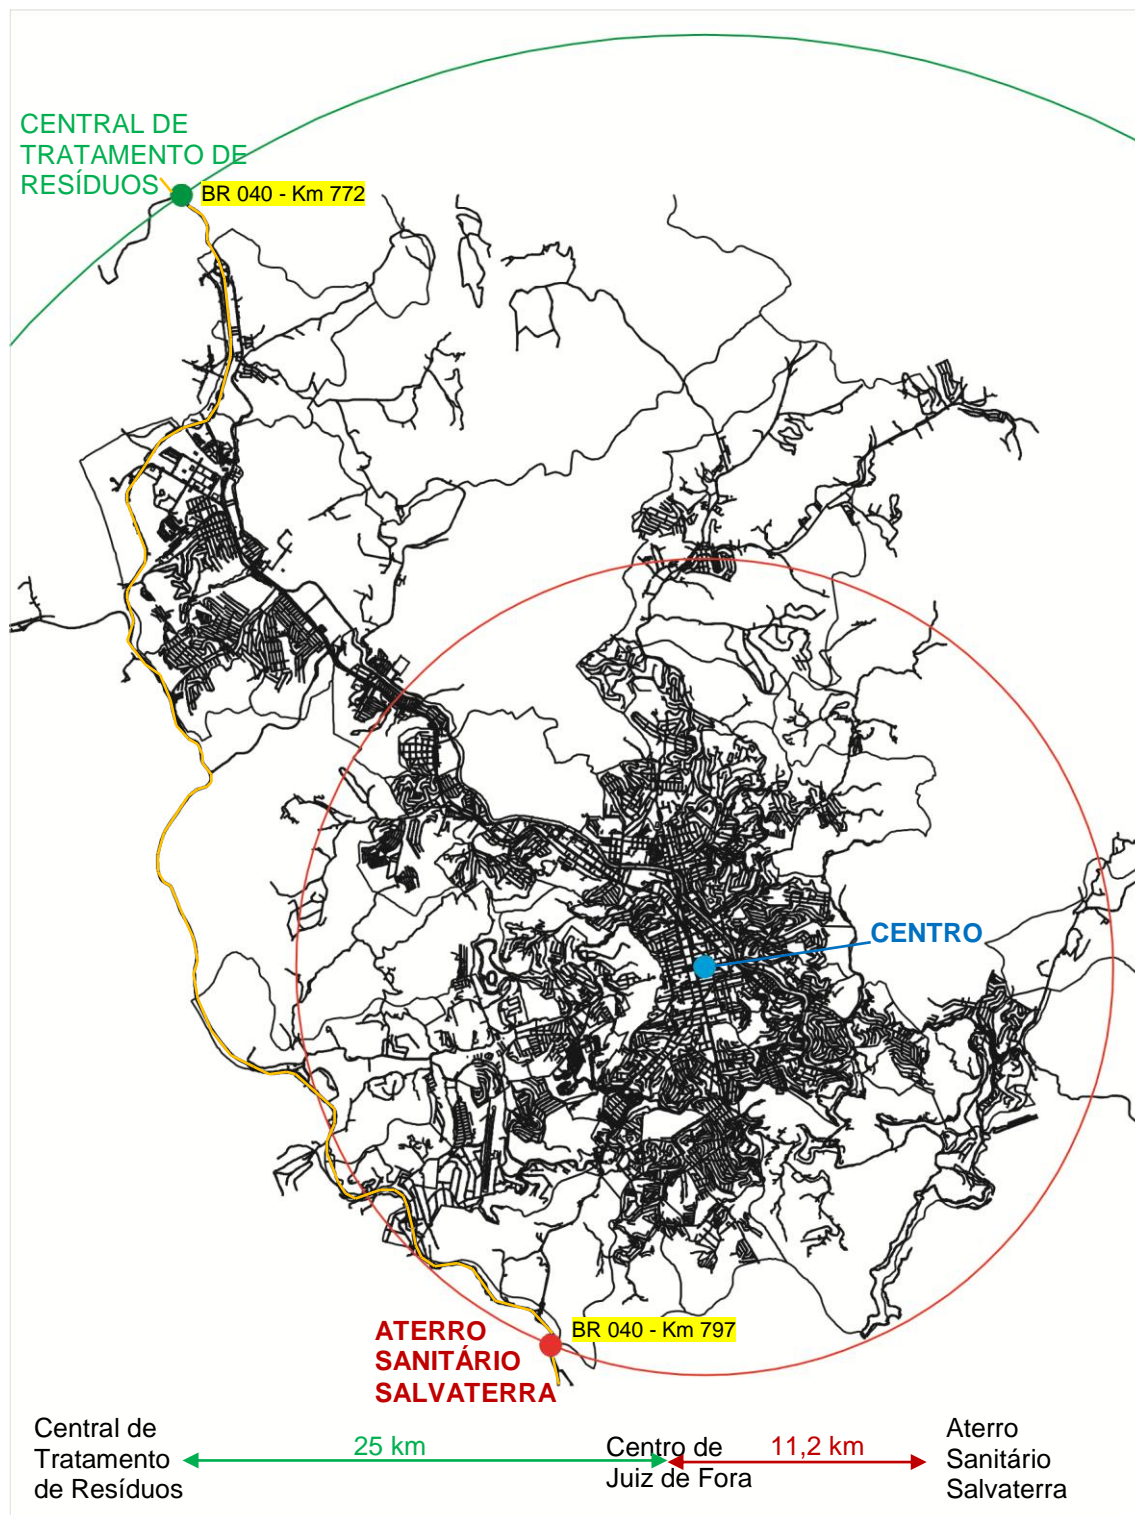 CENTRAL DE
TRATAMENTO DE
RESÍDUOS
BR 040 - Km 772
CENTRO
BR 040 - Km 797
ATERRO
SANITÁRIO
SALVATERRA
Central de
Tratamento
de Resíduos
25 km
Centro de
Juiz de Fora
11,2 km
Aterro
Sanitário
Salvaterra